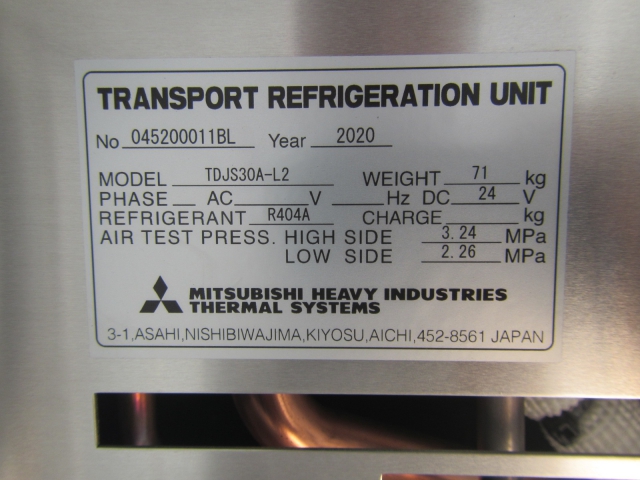 TRANSPORT REFRIGERATION UNIT
No 045200011BL Year 2020
MODEL TDJS30A-L2 WEIGHT 71 kg
PHASE AC V Hz DC 24 V
REFRIGERANT R404A CHARGE kg
AIR TEST PRESS. HIGH SIDE 3.24 MPa
LOW SIDE 2.26 MPa
MITSUBISHI HEAVY INDUSTRIES
THERMAL SYSTEMS
3-1,ASAHI,NISHIBIWAJIMA,KIYOSU,AICHI,452-8561 JAPAN